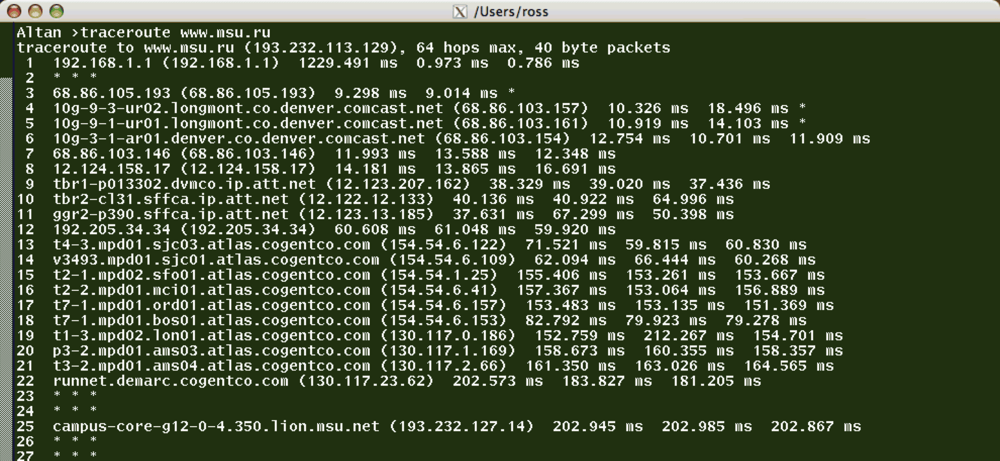 /Users/ross
Altan >traceroute www.msu.ru
traceroute to www.msu.ru (193.232.113.129), 64 hops max, 40 byte packets
1 192.168.1.1 (192.168.1.1) 1229.491 ms 0.973 ms 0.786 ms
2 * * *
3 68.86.105.193 (68.86.105.193) 9.298 ms 9.014 ms *
4 10g-9-3-ur02.longmont.co.denver.comcast.net (68.86.103.157) 10.326 ms 18.496 ms *
5 10g-9-1-ur01.longmont.co.denver.comcast.net (68.86.103.161) 10.919 ms 14.103 ms *
6 10g-3-1-ar01.denver.co.denver.comcast.net (68.86.103.154) 12.754 ms 10.701 ms 11.909 ms
7 68.86.103.146 (68.86.103.146) 11.993 ms 13.588 ms 12.348 ms
8 12.124.158.17 (12.124.158.17) 14.181 ms 13.865 ms 16.691 ms
9 tbr1-p013302.dvmco.ip.att.net (12.123.207.162) 38.329 ms 39.020 ms 37.436 ms
10 tbr2-cl31.sffca.ip.att.net (12.122.12.133) 40.136 ms 40.922 ms 64.996 ms
11 ggr2-p390.sffca.ip.att.net (12.123.13.185) 37.631 ms 67.299 ms 50.398 ms
12 192.205.34.34 (192.205.34.34) 60.608 ms 61.048 ms 59.920 ms
13 t4-3.mpd01.sjc03.atlas.cogentco.com (154.54.6.122) 71.521 ms 59.815 ms 60.830 ms
14 v3493.mpd01.sjc01.atlas.cogentco.com (154.54.6.109) 62.094 ms 66.444 ms 60.268 ms
15 t2-1.mpd02.sfo01.atlas.cogentco.com (154.54.1.25) 155.406 ms 153.261 ms 153.667 ms
16 t2-2.mpd01.mci01.atlas.cogentco.com (154.54.6.41) 157.367 ms 153.064 ms 156.889 ms
17 t7-1.mpd01.ord01.atlas.cogentco.com (154.54.6.157) 153.483 ms 153.135 ms 151.369 ms
18 t7-1.mpd01.bos01.atlas.cogentco.com (154.54.6.153) 82.792 ms 79.923 ms 79.278 ms
19 t1-3.mpd02.lon01.atlas.cogentco.com (130.117.0.186) 152.759 ms 212.267 ms 154.701 ms
20 p3-2.mpd01.ams03.atlas.cogentco.com (130.117.1.169) 158.673 ms 160.355 ms 158.357 ms
21 t3-2.mpd01.ams04.atlas.cogentco.com (130.117.2.66) 161.350 ms 163.026 ms 164.565 ms
22 runnet.demarc.cogentco.com (130.117.23.62) 202.573 ms 183.827 ms 181.205 ms
23 * * *
24 * * *
25 campus-core-g12-0-4.350.lion.msu.net (193.232.127.14) 202.945 ms 202.985 ms 202.867 ms
26 * * *
27 * * *